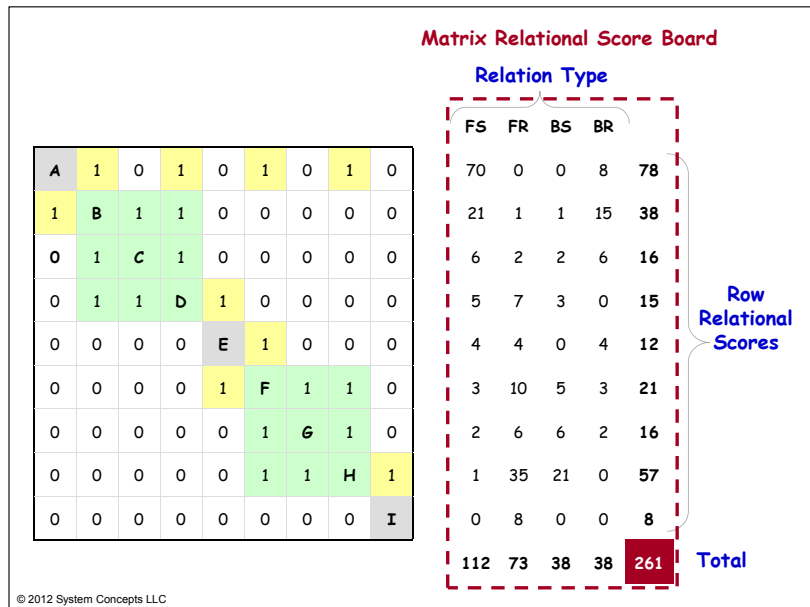 Matrix Relational Score Board
Relation Type
FS FR BS BR
A 1 0 1 0 1 0 1 0 70 0 0 8 78
1 B 1 1 0 0 0 0 0 21 1 1 15 38
0 1 C 1 0 0 0 0 0 6 2 2 6 16
0 1 1 D 1 0 0 0 0 5 7 3 0 15
Row
Relational
Scores
0 0 0 0 E 1 0 0 0 4 4 0 4 12
0 0 0 0 1 F 1 1 0 3 10 5 3 21
0 0 0 0 0 1 G 1 0 2 6 6 2 16
0 0 0 0 0 1 1 H 1 1 35 21 0 57
0 0 0 0 0 0 0 0 I 0 8 0 0 8
112 73 38 38 261 Total
© 2012 System Concepts LLC